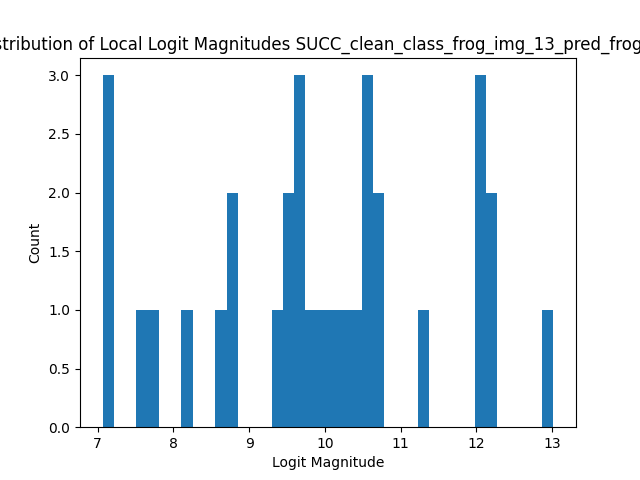 stribution of Local Logit Magnitudes SUCC_clean_class_frog_img_13_pred_frog
3.0
2.5
2.0
1.5
1.0
0.5
0.0
Count
7 8 9 10 11 12 13
Logit Magnitude